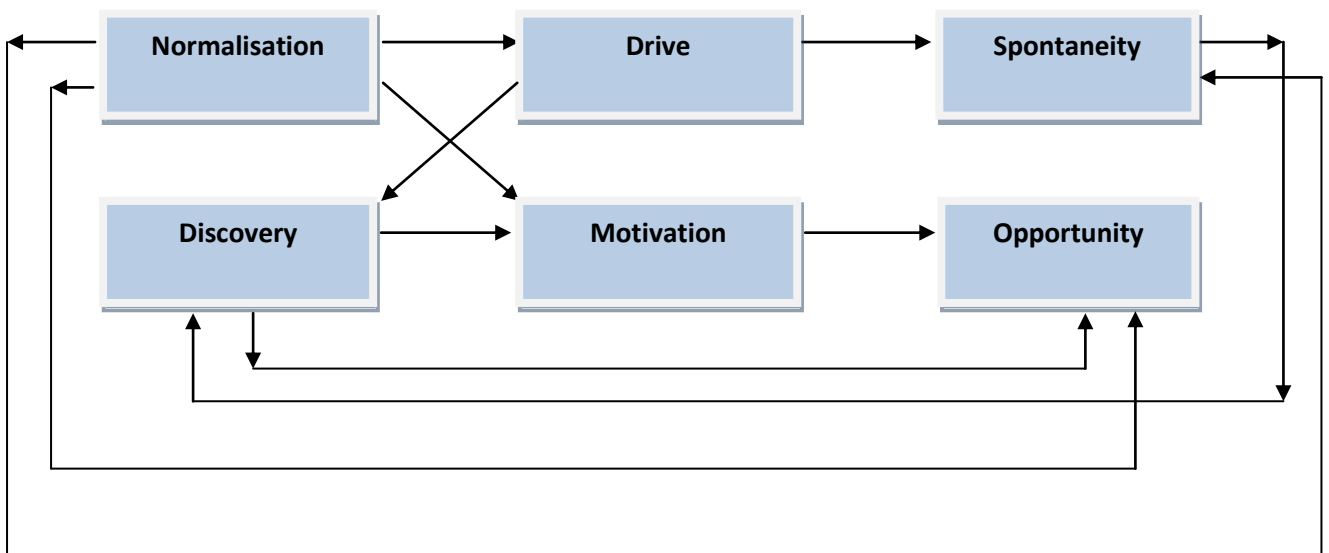 Normalisation
Drive
Spontaneity
Discovery
Motivation
Opportunity